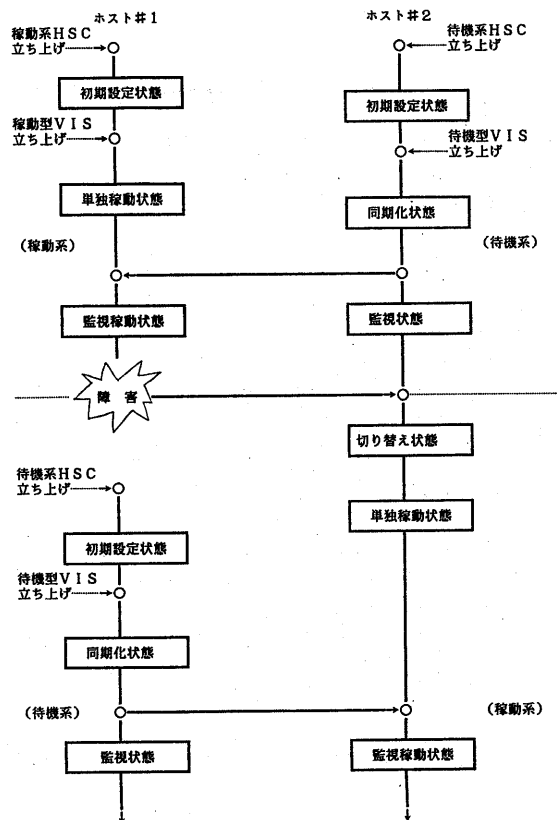 ホスト＃１
ホスト＃２
稼動系ＨＳＣ
立ち上げ
待機系ＨＳＣ
立ち上げ
初期設定状態
初期設定状態
稼動型ＶＩＳ
立ち上げ
待機型ＶＩＳ
立ち上げ
単独稼動状態
同期化状態
（稼動系）
（待機系）
監視稼動状態
監視状態
障　害
切り替え状態
待機系ＨＳＣ
立ち上げ
単独稼動状態
初期設定状態
待機型ＶＩＳ
立ち上げ
同期化状態
（待機系）
（稼動系）
監視状態
監視稼動状態